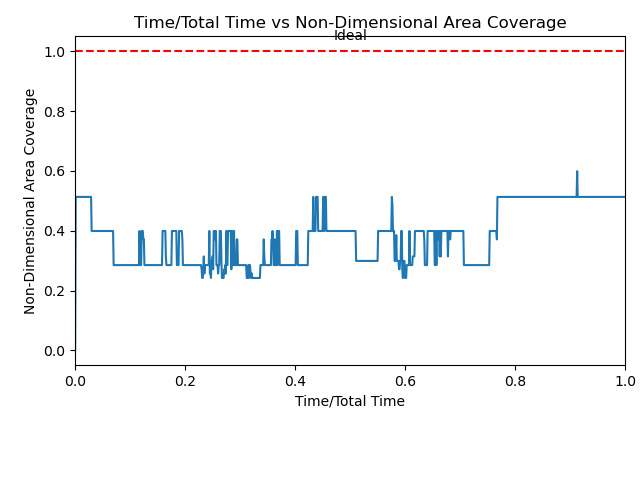 Time/Total Time vs Non-Dimensional Area Coverage
Ideal
1.0
0.8
0.6
0.4
0.2
0.0
Non-Dimensional Area Coverage
0.0 0.2 0.4 0.6 0.8 1.0
Time/Total Time